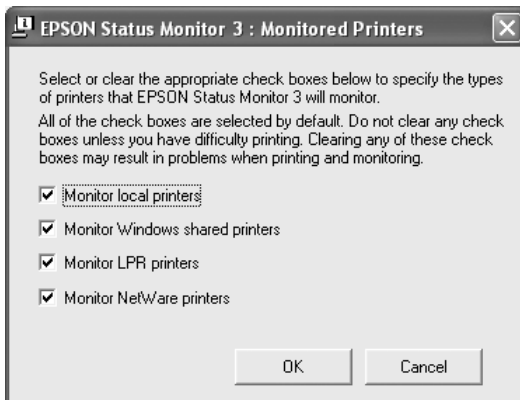 EPSON Status Monitor 3 : Monitored Printers
Select or clear the appropriate check boxes below to specify the types
of printers that EPSON Status Monitor 3 will monitor.
All of the check boxes are selected by default. Do not clear any check
boxes unless you have difficulty printing. Clearing any of these check
boxes may result in problems when printing and monitoring.
Monitor local printers
Monitor Windows shared printers
Monitor LPR printers
Monitor NetWare printers
OK
Cancel